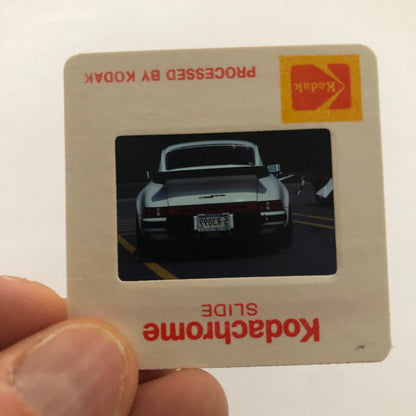 Kodachrome
SLIDE
Kodak
PROCESSED BY KODAK